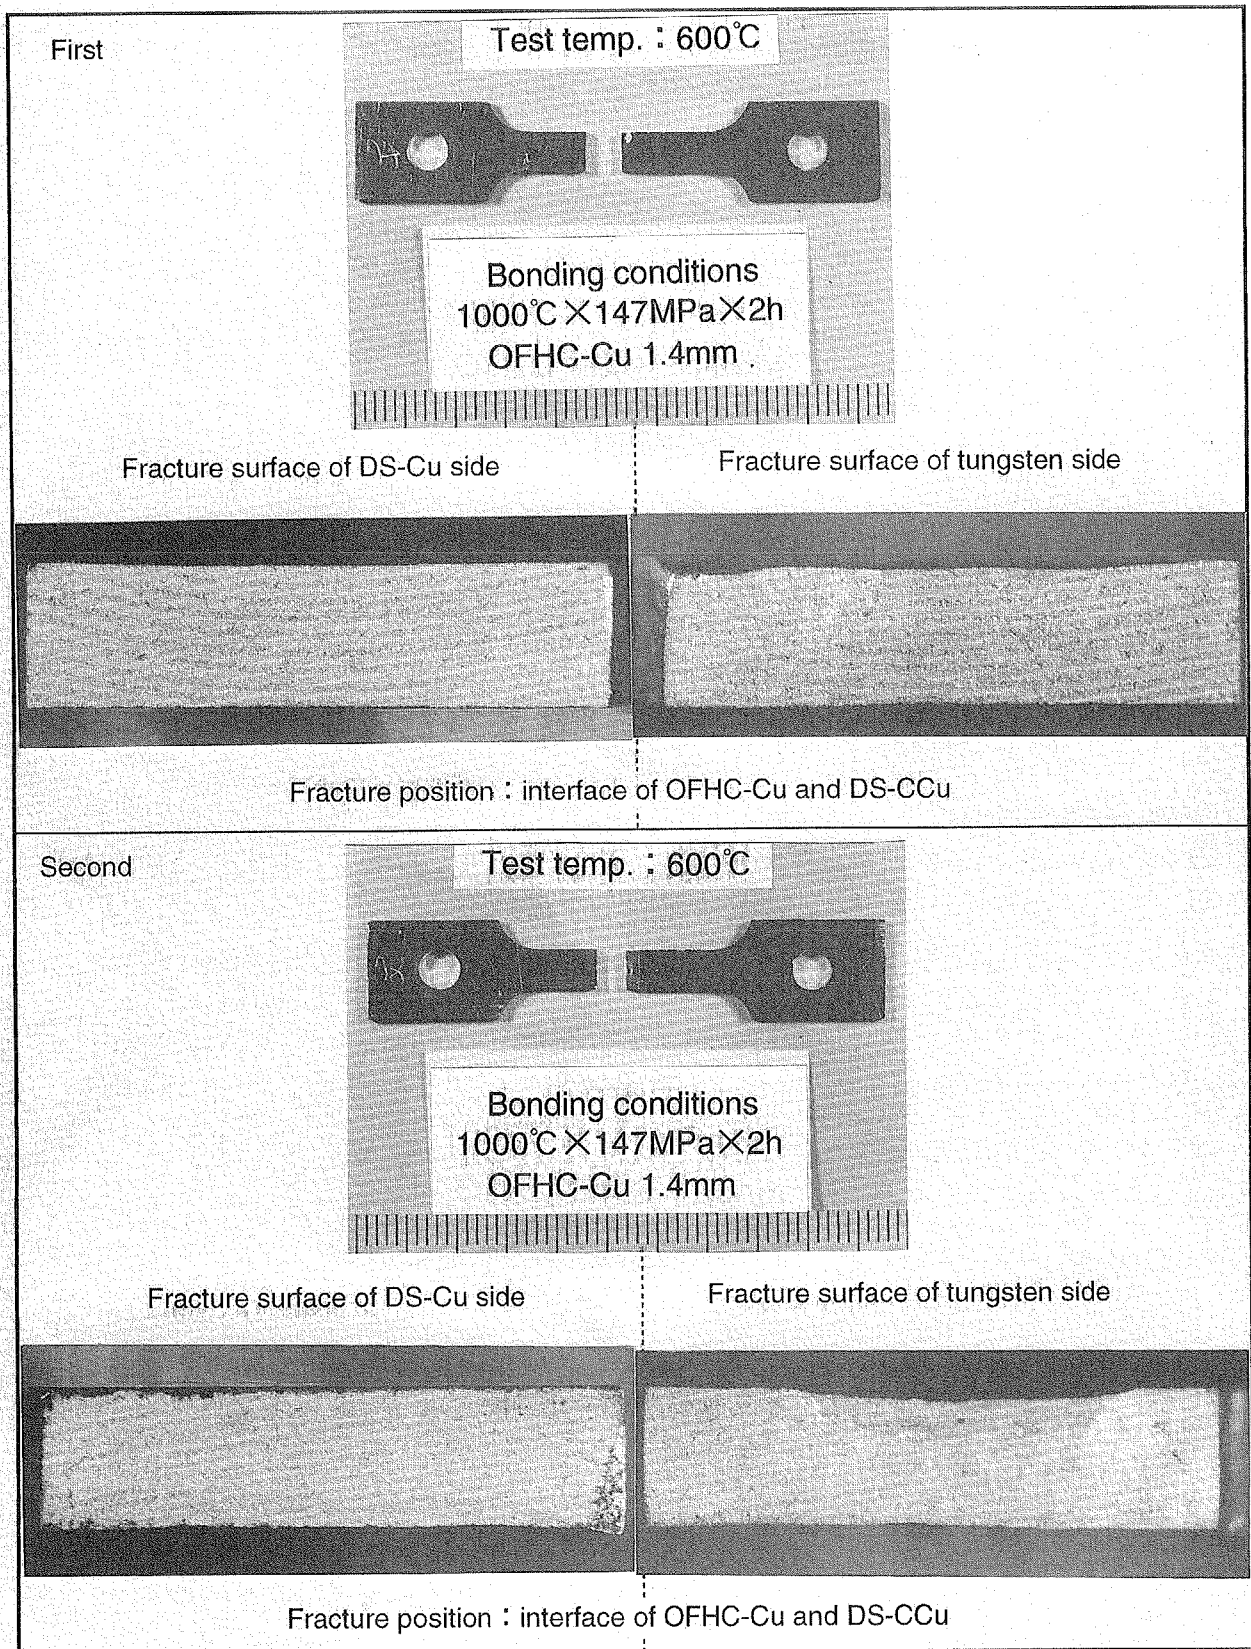 First
Test temp. : 600℃
Bonding conditions
1000℃×147MPa×2h
OFHC-Cu 1.4mm
Fracture surface of DS-Cu side
Fracture surface of tungsten side
Fracture position : interface of OFHC-Cu and DS-CCu
Second
Test temp. : 600℃
Bonding conditions
1000℃×147MPa×2h
OFHC-Cu 1.4mm
Fracture surface of DS-Cu side
Fracture surface of tungsten side
Fracture position : interface of OFHC-Cu and DS-CCu